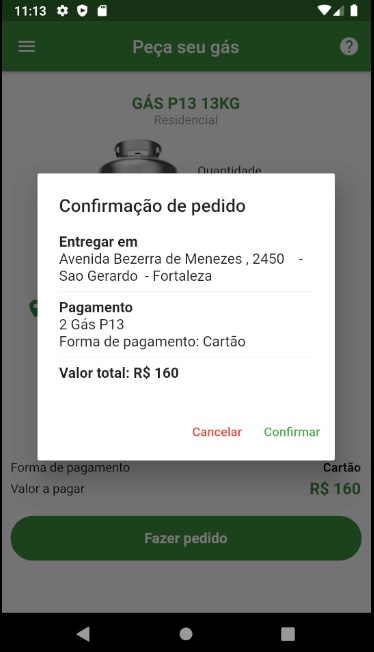 11:13
Peça seu gás
GÁS P13 13KG
Residencial
Quantidade
Confirmação de pedido
Entregar em
Avenida Bezerra de Menezes , 2450 -
Sao Gerardo - Fortaleza
Pagamento
2 Gás P13
Forma de pagamento: Cartão
Valor total: R$ 160
Cancelar Confirmar
Forma de pagamento Cartão
Valor a pagar R$ 160
Fazer pedido